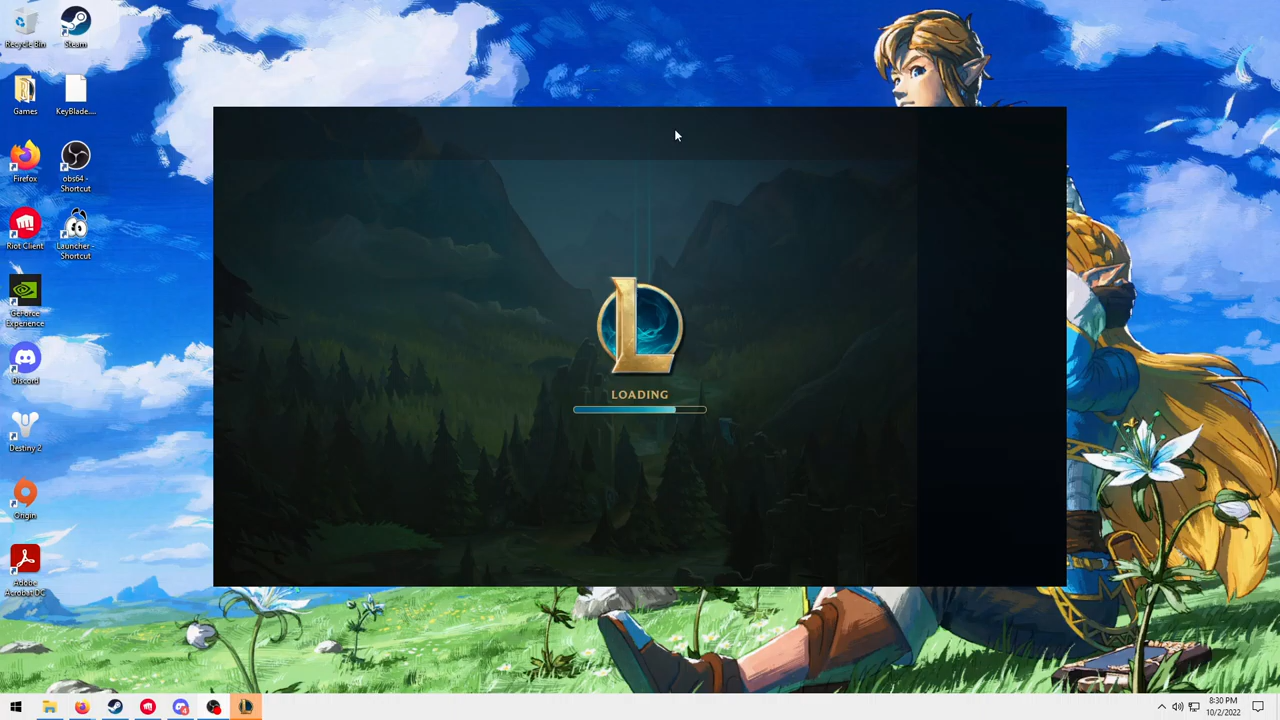 Recycle Bin
Steam
Games
KeyBlade....
Firefox
obs64 -
Shortcut
Riot Client
Launcher -
Shortcut
GeForce
Experience
Discord
Destiny 2
Origin
Adobe
Acrobat DC
L
LOADING
8:30 PM
10/2/2022